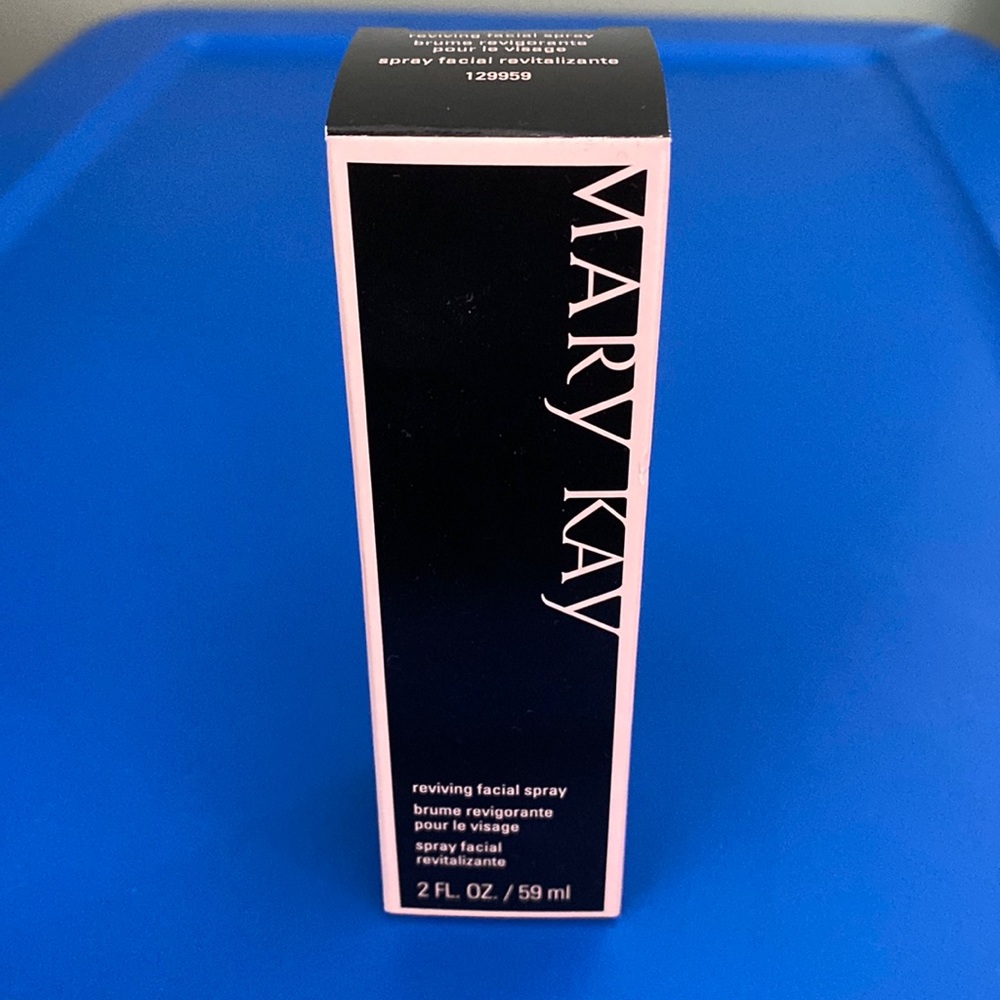 reviving facial spray
brume revigorante
pour le visage
spray facial revitalizante
129959
MARY KAY
reviving facial spray
brume revigorante
pour le visage
spray facial
revitalizante
2 FL. OZ. / 59 ml